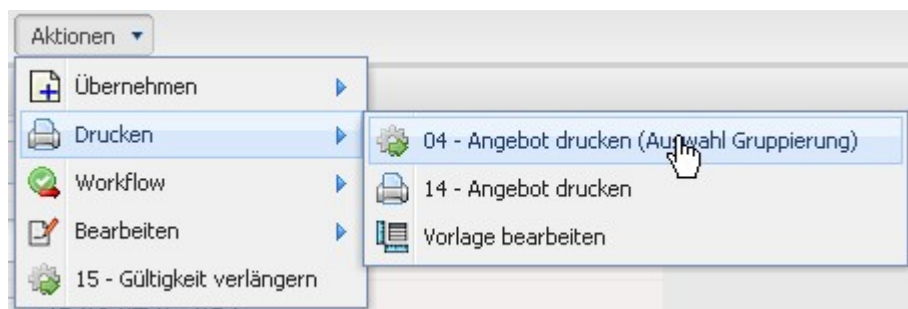 Aktionen
Übernehmen
Drucken
Workflow
Bearbeiten
15 - Gültigkeit verlängern
04 - Angebot drucken (Auswahl Gruppierung)
14 - Angebot drucken
Vorlage bearbeiten